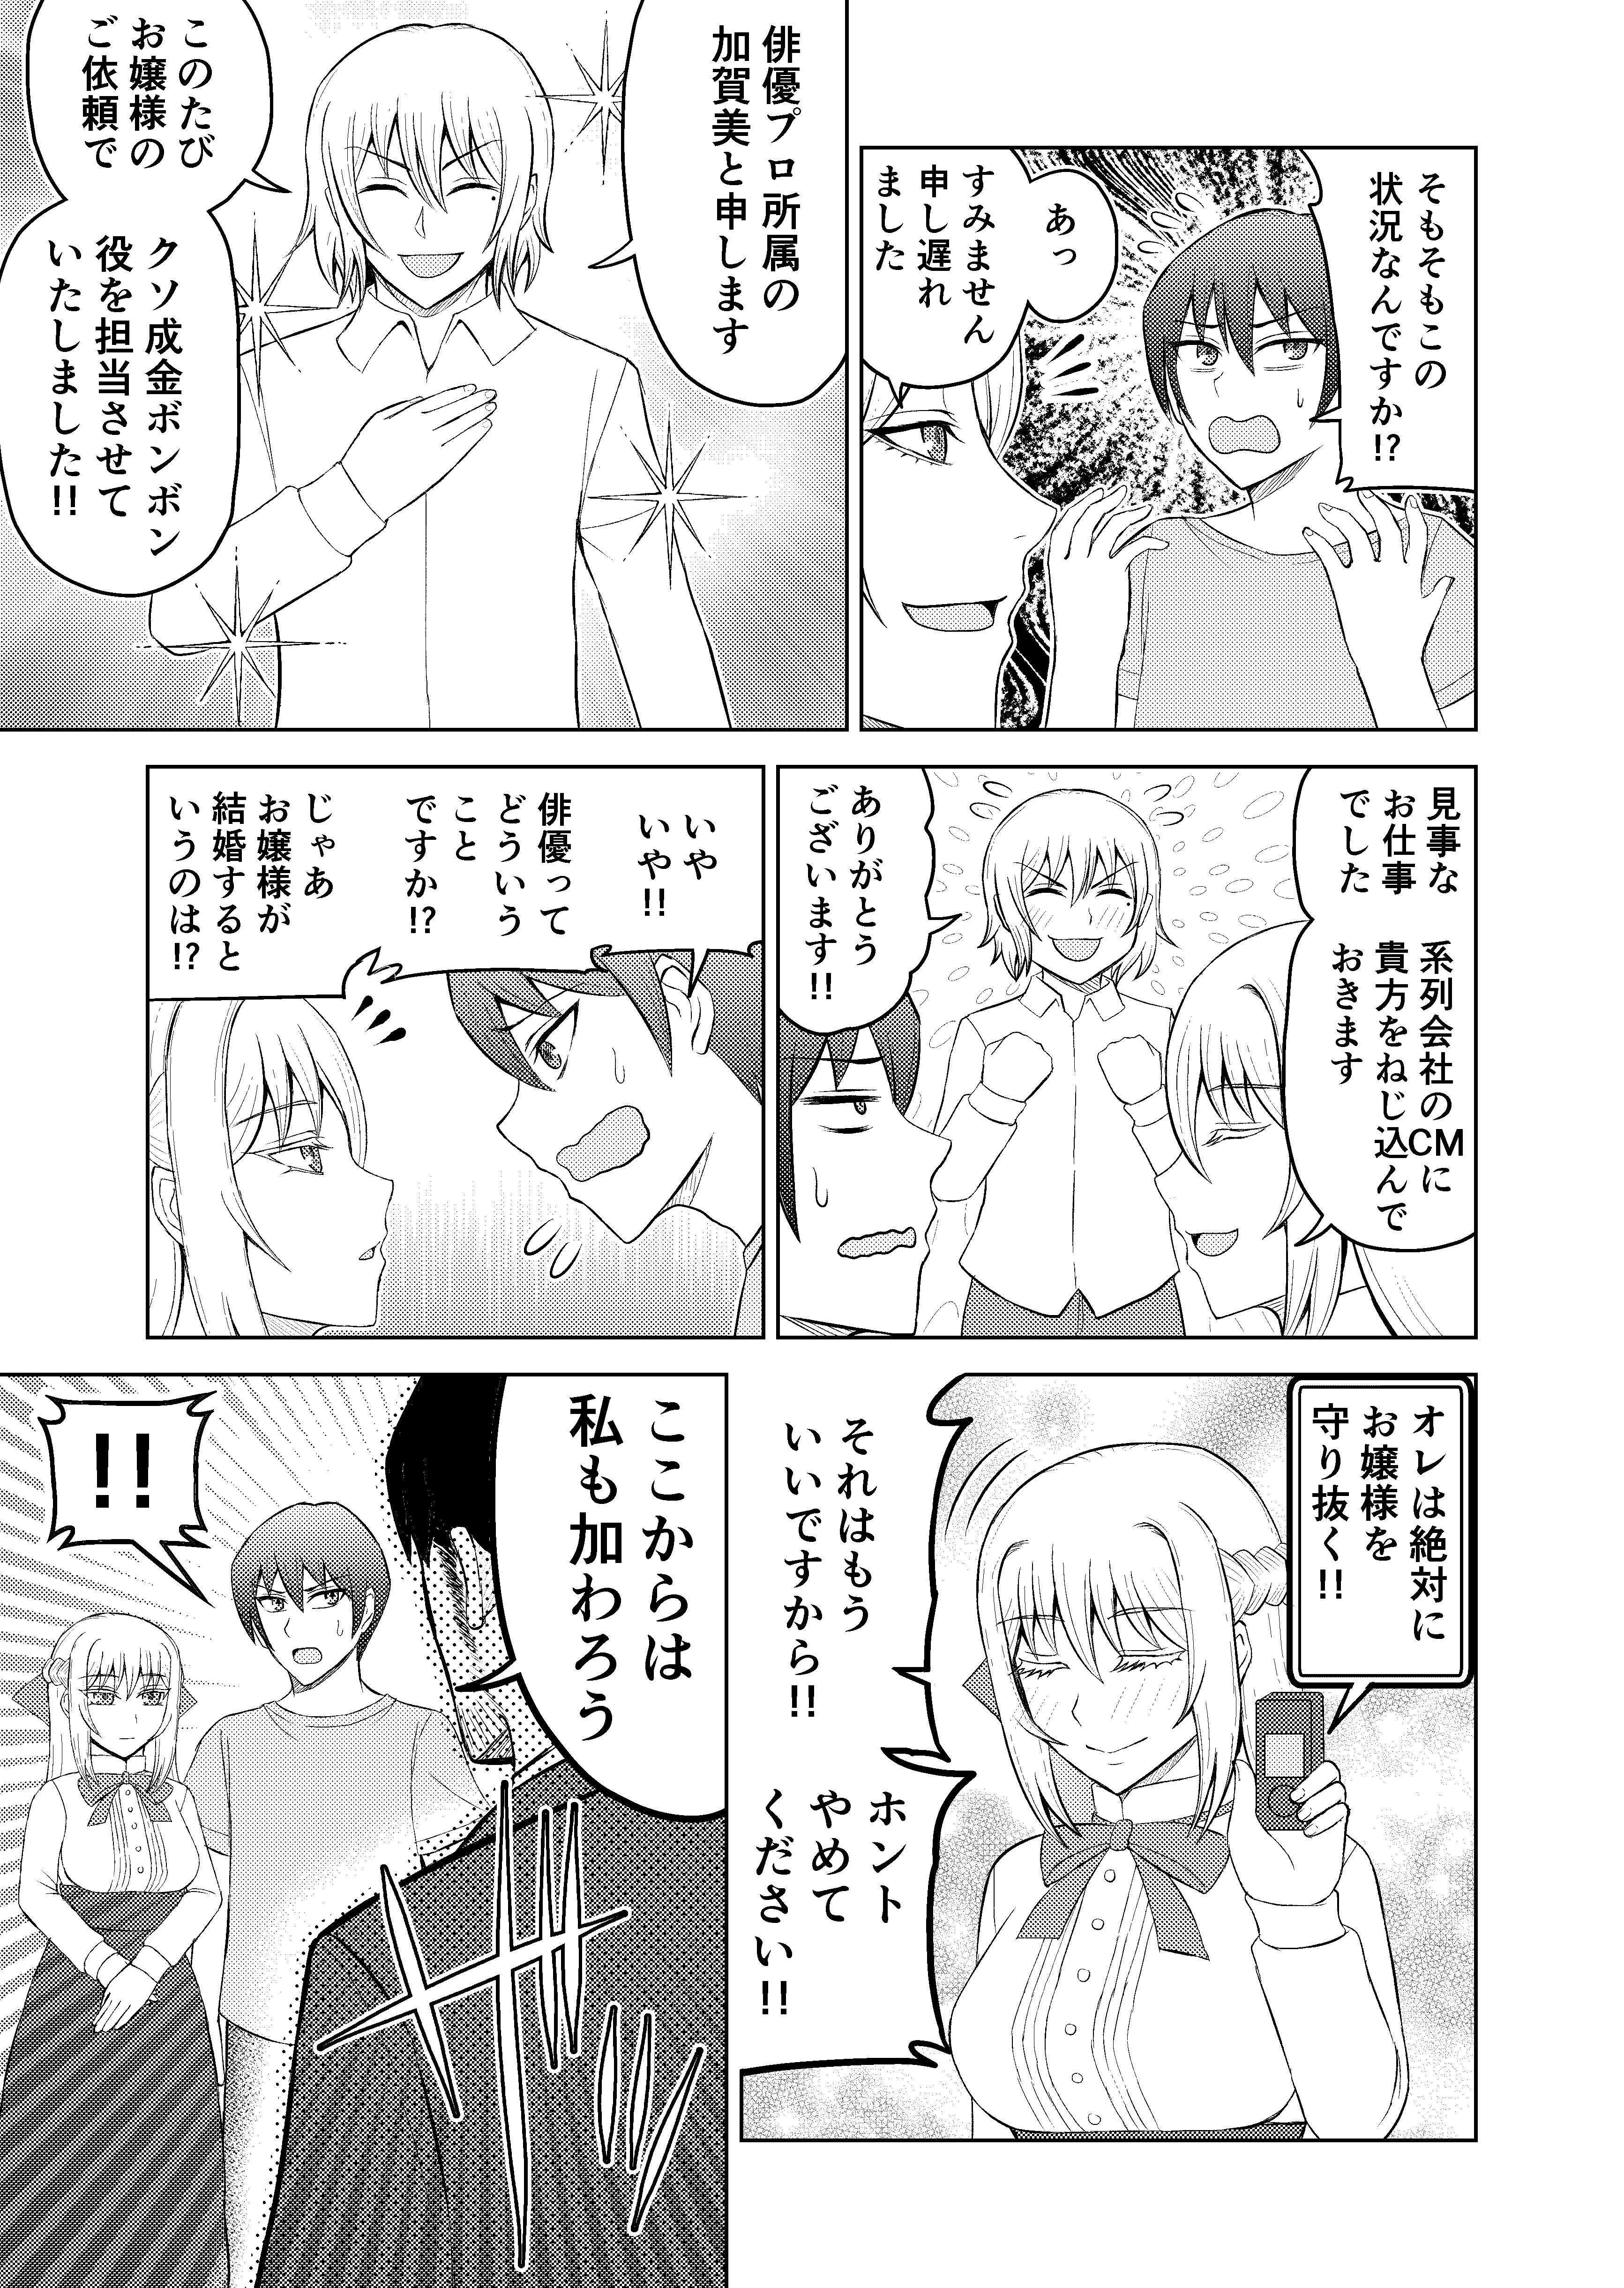 そもそもこの
状況なんですか!?
あっ
すみません
申し遅れ
ました
俳優プロ所属の
加賀美と申します
このたび
お嬢様の
ご依頼で
クソ成金ボンボン
役を担当させて
いたしました!!
見事な
お仕事
でした
系列会社のCMに
貴方をねじ込んで
おきます
ありがとう
ございます!!
いや
いや!!
俳優って
どういう
こと
ですか!?
じゃあ
お嬢様が
結婚すると
いうのは!?
オレは絶対に
お嬢様を
守り抜く!!
それはもう
いいですから!!
ホント
やめて
ください!!
ここからは
私も加わろう
!!
ザッ